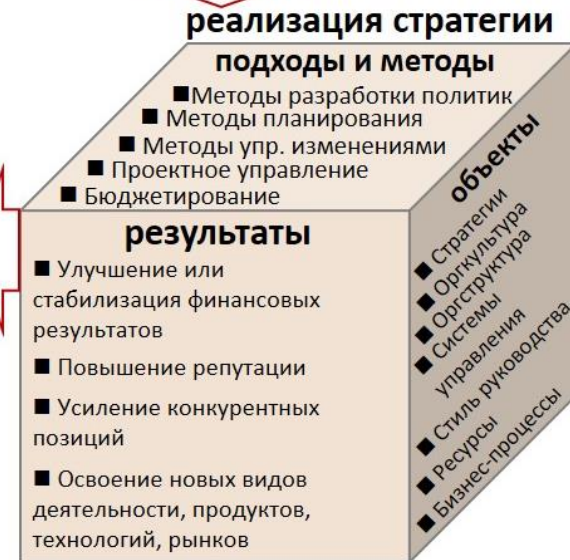 реализация стратегии
подходы и методы
■Методы разработки политик
■ Методы планирования
■ Методы упр. изменениями
■ Проектное управление
■ Бюджетирование
результаты
■ Улучшение или
стабилизация финансовых
результатов
■ Повышение репутации
■ Усиление конкурентных
позиций
■ Освоение новых видов
деятельности, продуктов,
технологий, рынков
объекты
◆ Стратегии
◆ Оргкультура
◆ Оргструктура
◆ Системы
управления
◆ Стиль руководства
◆ Ресурсы
◆ Бизнес-процессы